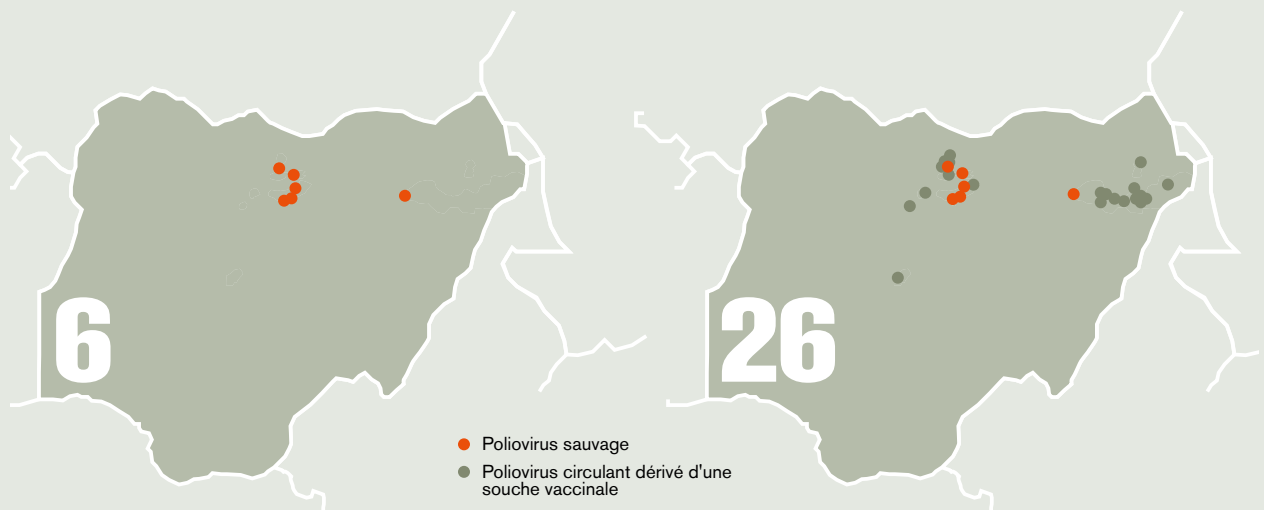 6
26
Poliovirus sauvage
Poliovirus circulant dérivé d'une
souche vaccinale